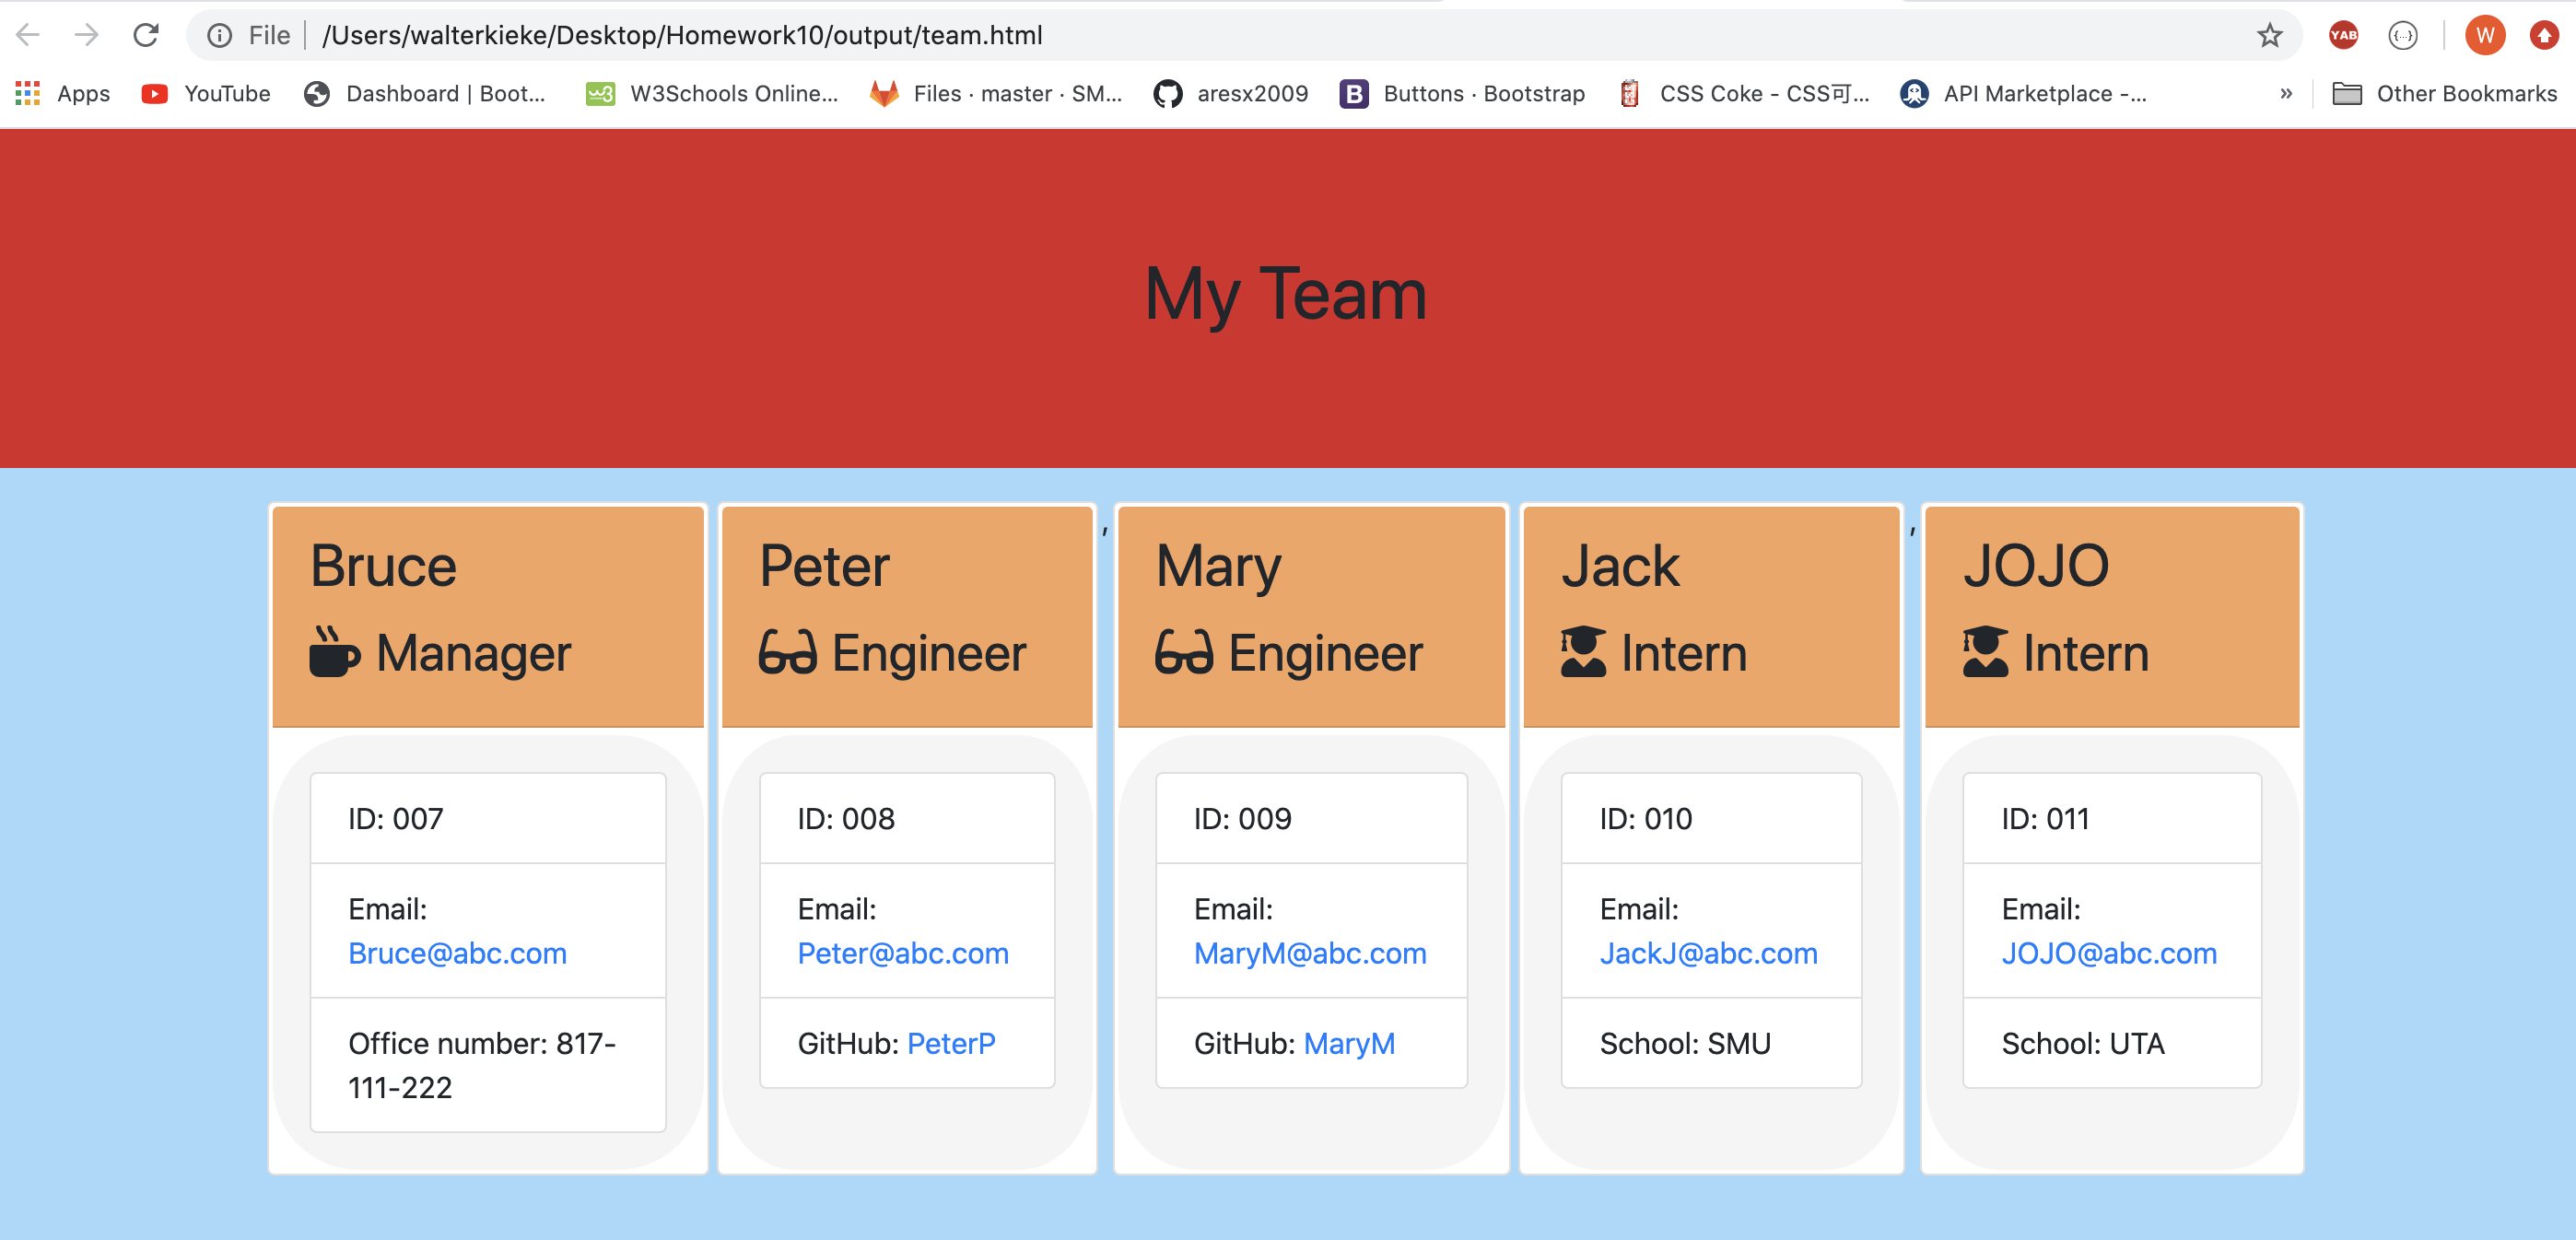 File /Users/walterkieke/Desktop/Homework10/output/team.html
YAB {...} W
Apps YouTube Dashboard | Boot... W3Schools Online... Files · master · SM... aresx2009 B Buttons · Bootstrap CSS Coke - CSS可... API Marketplace -... » Other Bookmarks
My Team
Bruce
Manager
ID: 007
Email:
Bruce@abc.com
Office number: 817-
111-222
Peter
Engineer
ID: 008
Email:
Peter@abc.com
GitHub: PeterP
,
Mary
Engineer
ID: 009
Email:
MaryM@abc.com
GitHub: MaryM
Jack
Intern
ID: 010
Email:
JackJ@abc.com
School: SMU
,
JOJO
Intern
ID: 011
Email:
JOJO@abc.com
School: UTA